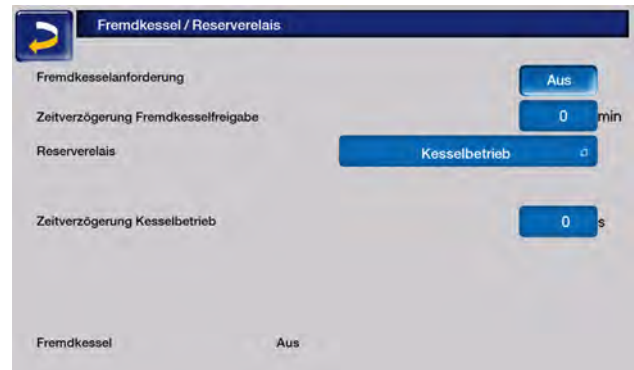 Fremdkessel / Reserverelais
Fremdkesselanforderung Aus
Zeitverzögerung Fremdkesselfreigabe 0 min
Reserverelais Kesselbetrieb
Zeitverzögerung Kesselbetrieb 0 s
Fremdkessel Aus